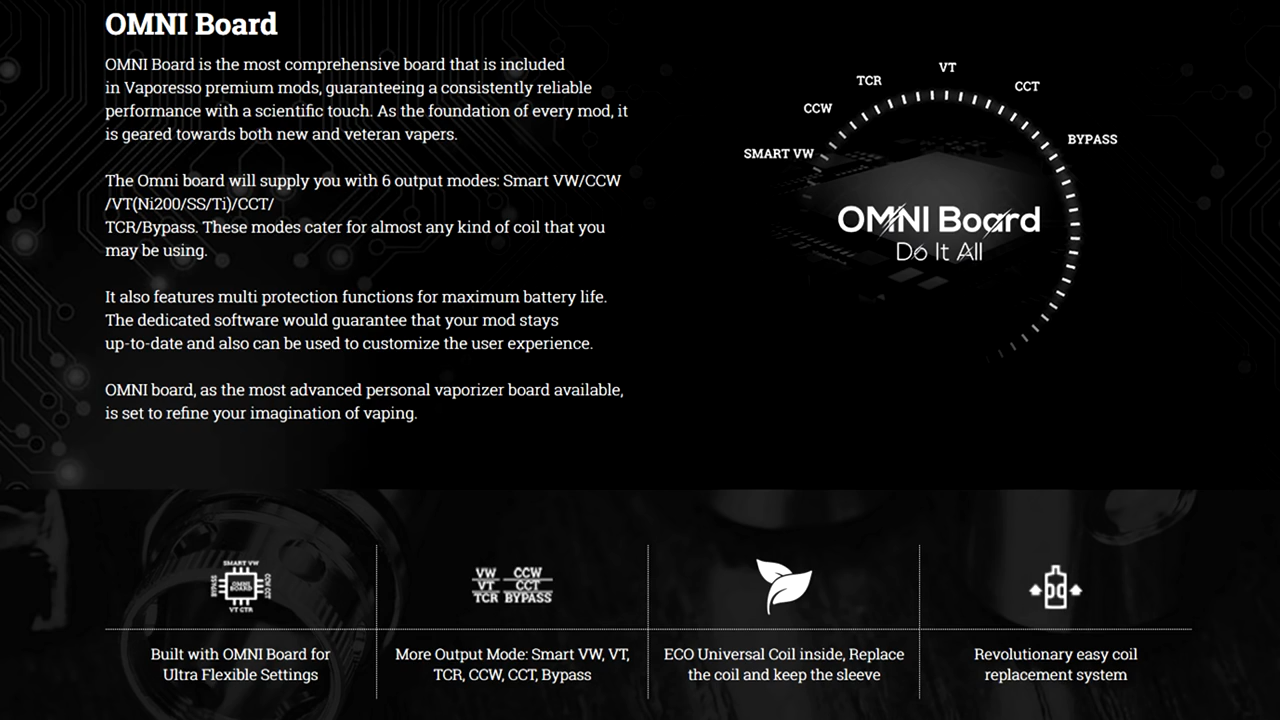 OMNI Board
OMNI Board is the most comprehensive board that is included
in Vaporesso premium mods, guaranteeing a consistently reliable
performance with a scientific touch. As the foundation of every mod, it
is geared towards both new and veteran vapers.
The Omni board will supply you with 6 output modes: Smart VW/CCW
/VT(Ni200/SS/Ti)/CCT/
TCR/Bypass. These modes cater for almost any kind of coil that you
may be using.
It also features multi protection functions for maximum battery life.
The dedicated software would guarantee that your mod stays
up-to-date and also can be used to customize the user experience.
OMNI board, as the most advanced personal vaporizer board available,
is set to refine your imagination of vaping.
SMART VW
CCW
TCR
VT
CCT
BYPASS
OMNI Board
Do It All
SMART VW
BYPASS
OMNI
BOARD
CCW CCT
VT CTR
VW CCW
VT CCT
TCR BYPASS
Built with OMNI Board for
Ultra Flexible Settings
More Output Mode: Smart VW, VT,
TCR, CCW, CCT, Bypass
ECO Universal Coil inside, Replace
the coil and keep the sleeve
Revolutionary easy coil
replacement system